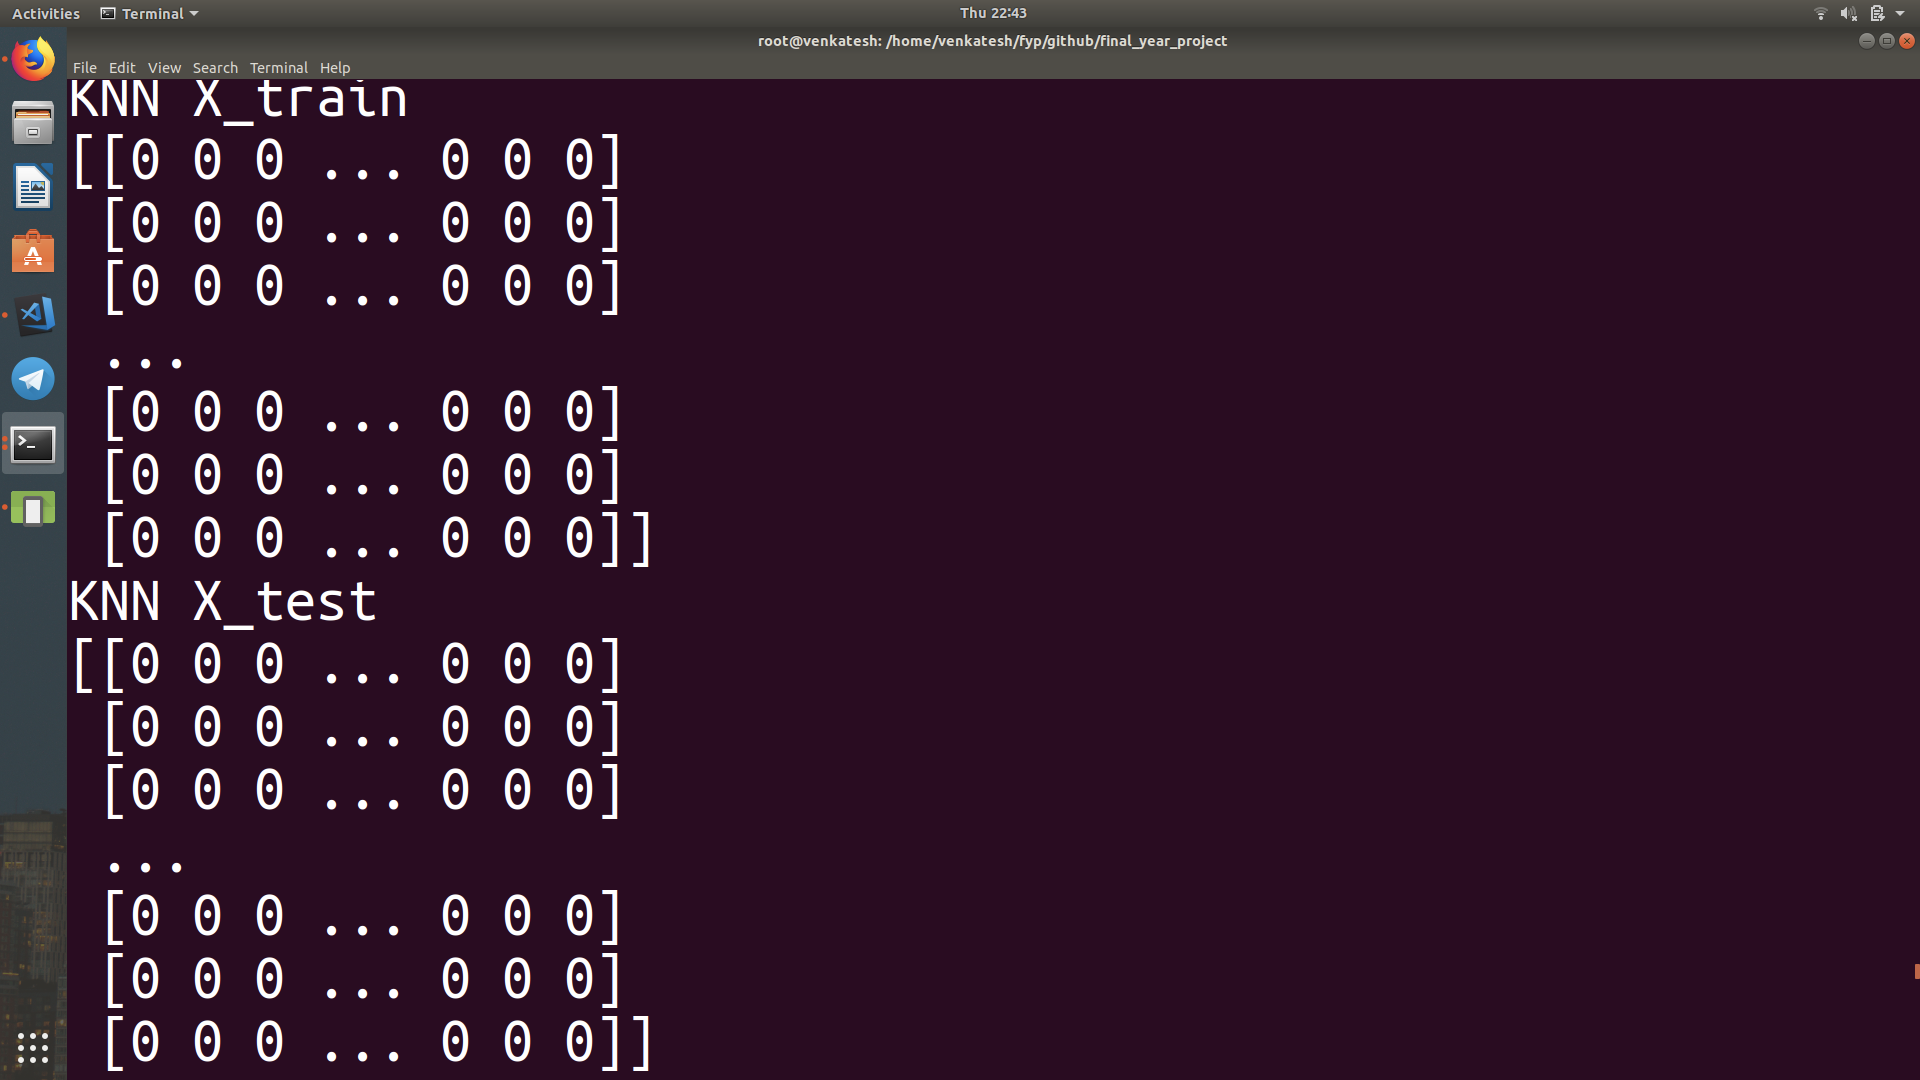 Activities Terminal Thu 22:43
root@venkatesh: /home/venkatesh/fyp/github/final_year_project
File Edit View Search Terminal Help
KNN X_train
[[0 0 0 ... 0 0 0]
 [0 0 0 ... 0 0 0]
 [0 0 0 ... 0 0 0]
 ...
 [0 0 0 ... 0 0 0]
 [0 0 0 ... 0 0 0]
 [0 0 0 ... 0 0 0]]
KNN X_test
[[0 0 0 ... 0 0 0]
 [0 0 0 ... 0 0 0]
 [0 0 0 ... 0 0 0]
 ...
 [0 0 0 ... 0 0 0]
 [0 0 0 ... 0 0 0]
 [0 0 0 ... 0 0 0]]